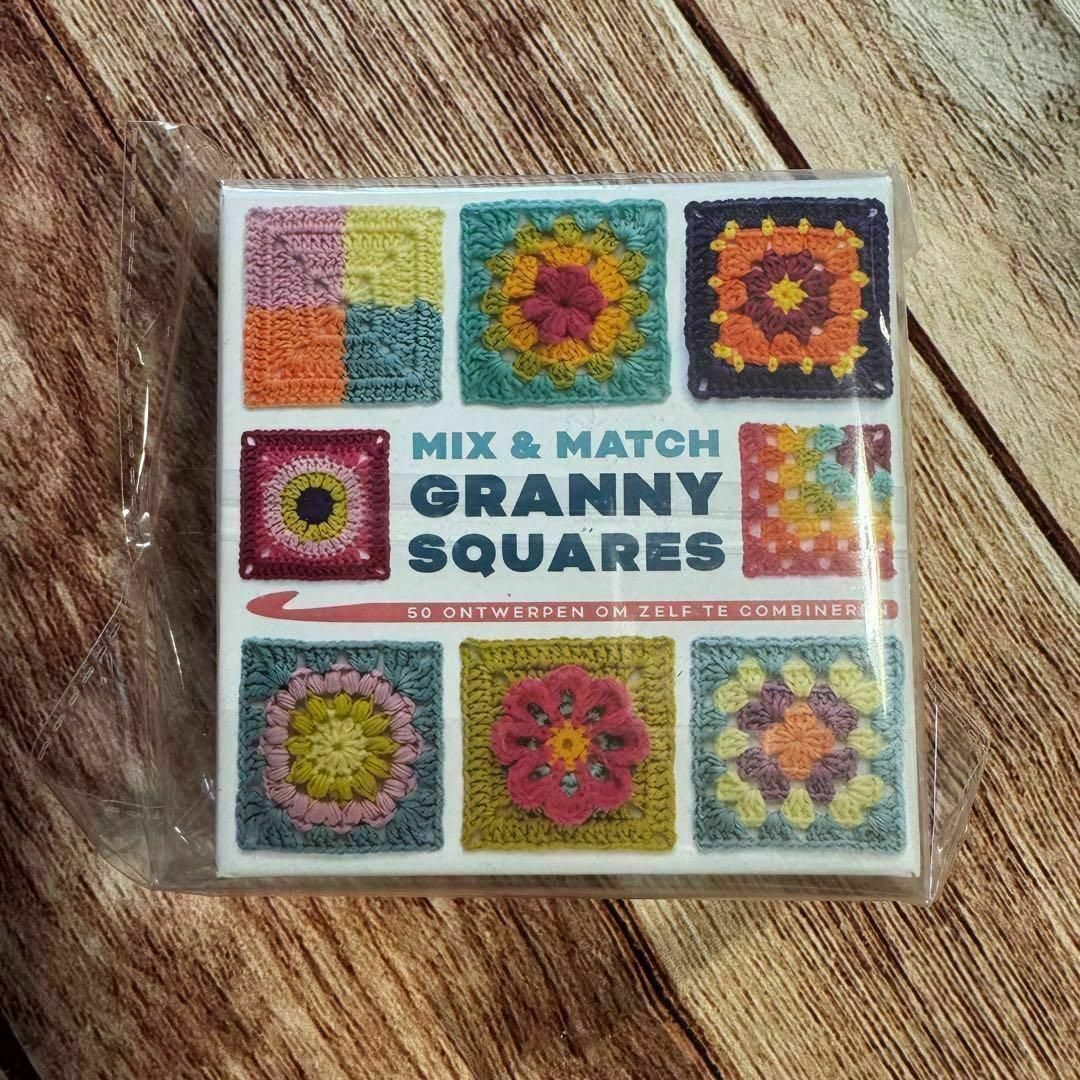 MIX & MATCH
GRANNY
SQUARES
50 ONTWERPEN OM ZELF TE COMBINEREN